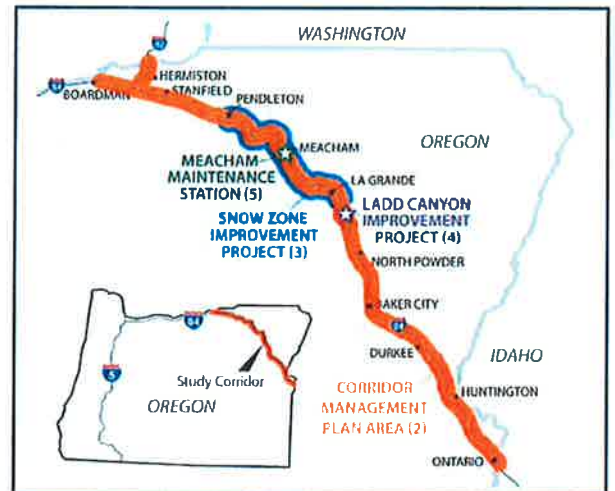 WASHINGTON
82
84
HERMISTON
BOARDMAN
STANFIELD
PENDLETON
OREGON
MEACHAM
MEACHAM
MAINTENANCE
STATION (5)
LA GRANDE
SNOW ZONE
IMPROVEMENT
PROJECT (3)
LADD CANYON
IMPROVEMENT
PROJECT (4)
NORTH POWDER
BAKER CITY
84
84
DURKEE
IDAHO
5
Study Corridor
OREGON
CORRIDOR
MANAGEMENT
PLAN AREA (2)
HUNTINGTON
ONTARIO